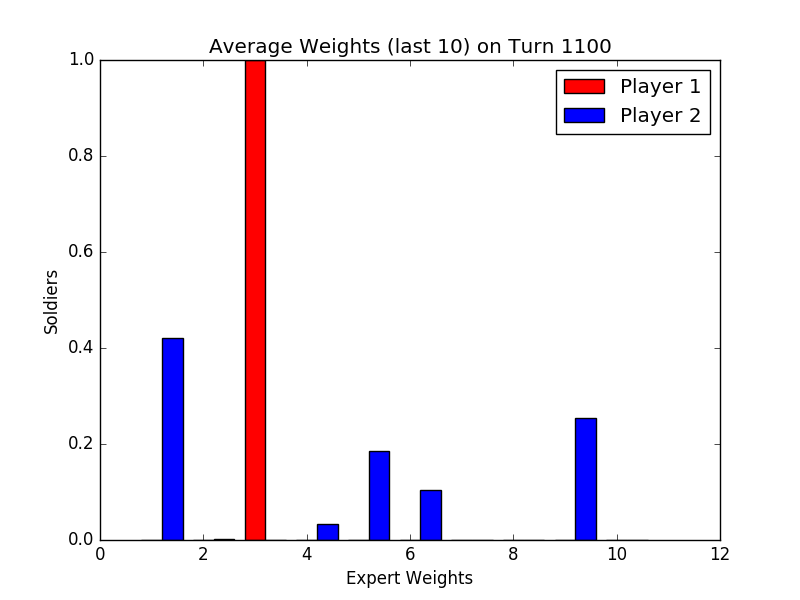 Average Weights (last 10) on Turn 1100
1.0
0.8
0.6
0.4
0.2
0.0
Soldiers
Player 1
Player 2
0 2 4 6 8 10 12
Expert Weights